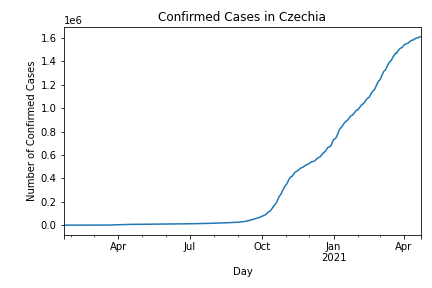 Confirmed Cases in Czechia
1e6
1.6
1.4
1.2
1.0
0.8
0.6
0.4
0.2
0.0
Number of Confirmed Cases
Apr
Jul
Oct
Jan
2021
Apr
Day